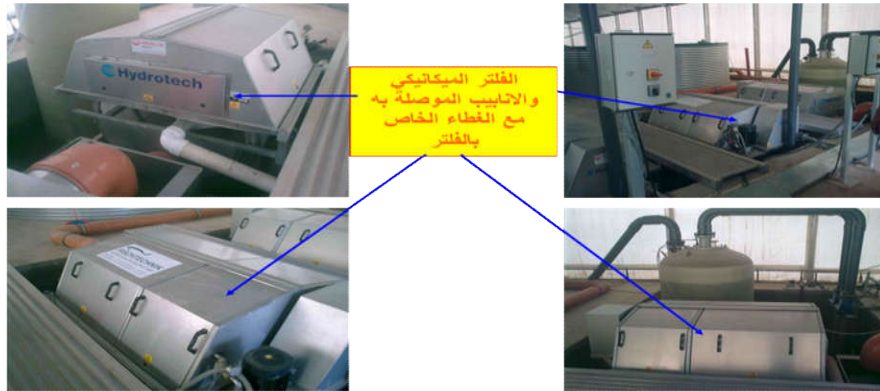 Hydrotech
الفلتر الميكانيكي
والانابيب الموصلة به
مع الغطاء الخاص
بالفلتر